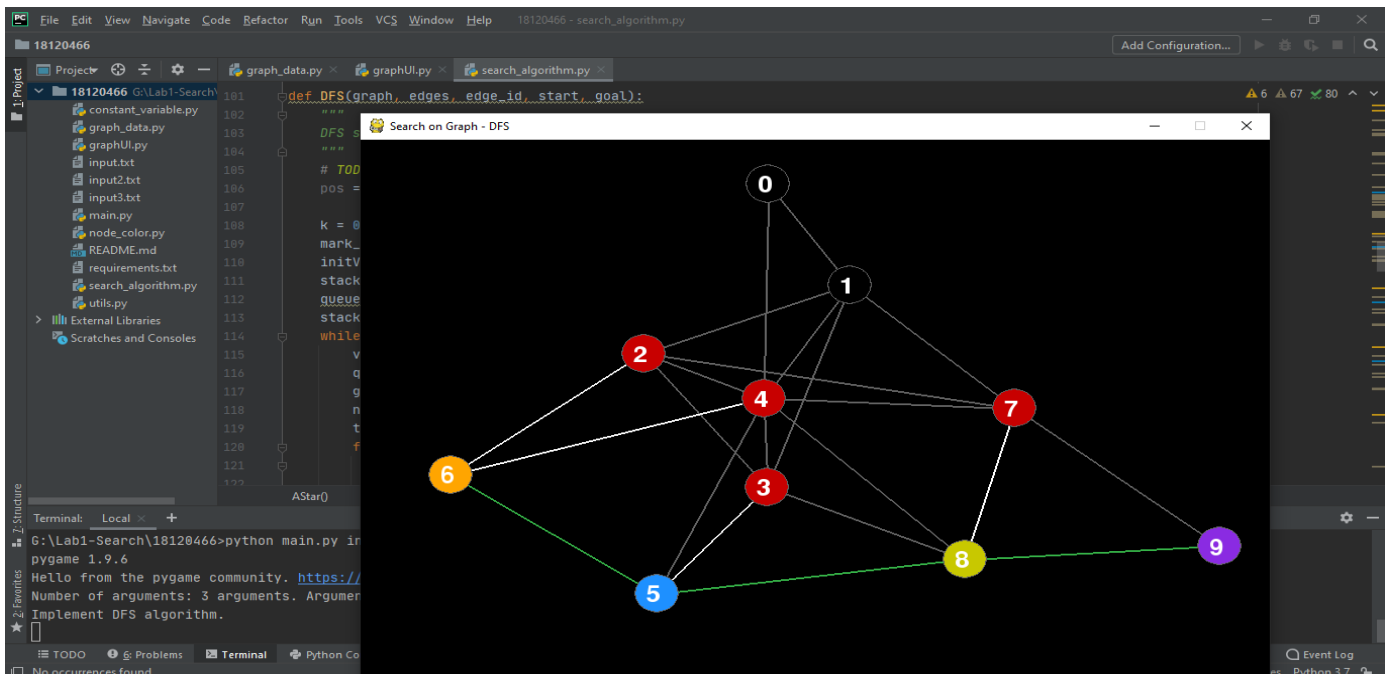 File Edit View Navigate Code Refactor Run Tools VCS Window Help 18120466 - search_algorithm.py
18120466
Add Configuration...
1: Project
Project
graph_data.py
graphUI.py
search_algorithm.py
18120466 G:\Lab1-Search\
constant_variable.py
graph_data.py
graphUI.py
input.txt
input2.txt
input3.txt
main.py
node_color.py
README.md
requirements.txt
search_algorithm.py
utils.py
External Libraries
Scratches and Consoles
101 def DFS(graph, edges, edge_id, start, goal):
6 67 80
102 """
103 DFS s
104 """
105 # TOD
106 pos =
107
108 k = 0
109 mark_
110 initV
111 stack
112 queue
113 stack
114 while
115 v
116 q
117 g
118 n
119 t
120 f
121
122
AStar()
Search on Graph - DFS
0
1
2
4
7
6
3
8
9
5
Z: Structure
2: Favorites
Terminal: Local +
G:\Lab1-Search\18120466>python main.py in
pygame 1.9.6
Hello from the pygame community. https://
Number of arguments: 3 arguments. Argumen
Implement DFS algorithm.
TODO 6: Problems Terminal Python Co
Event Log
No occurrences found
Python 3.7